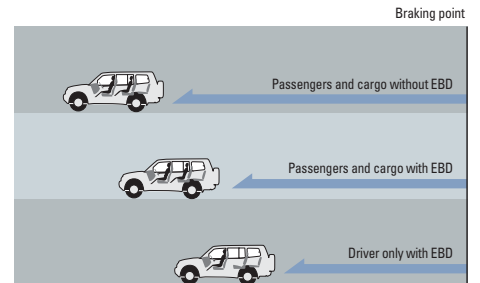 Braking point
Passengers and cargo without EBD
Passengers and cargo with EBD
Driver only with EBD